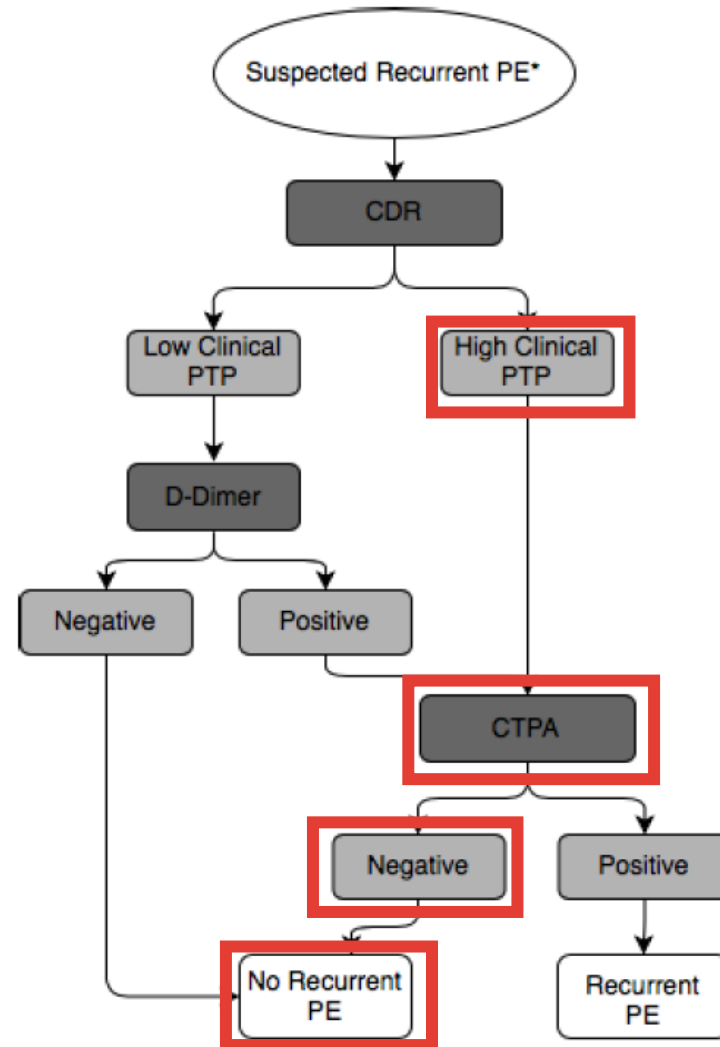 Suspected Recurrent PE*
CDR
Low Clinical
PTP
High Clinical
PTP
D-Dimer
Negative
Positive
CTPA
Negative
Positive
No Recurrent
PE
Recurrent
PE